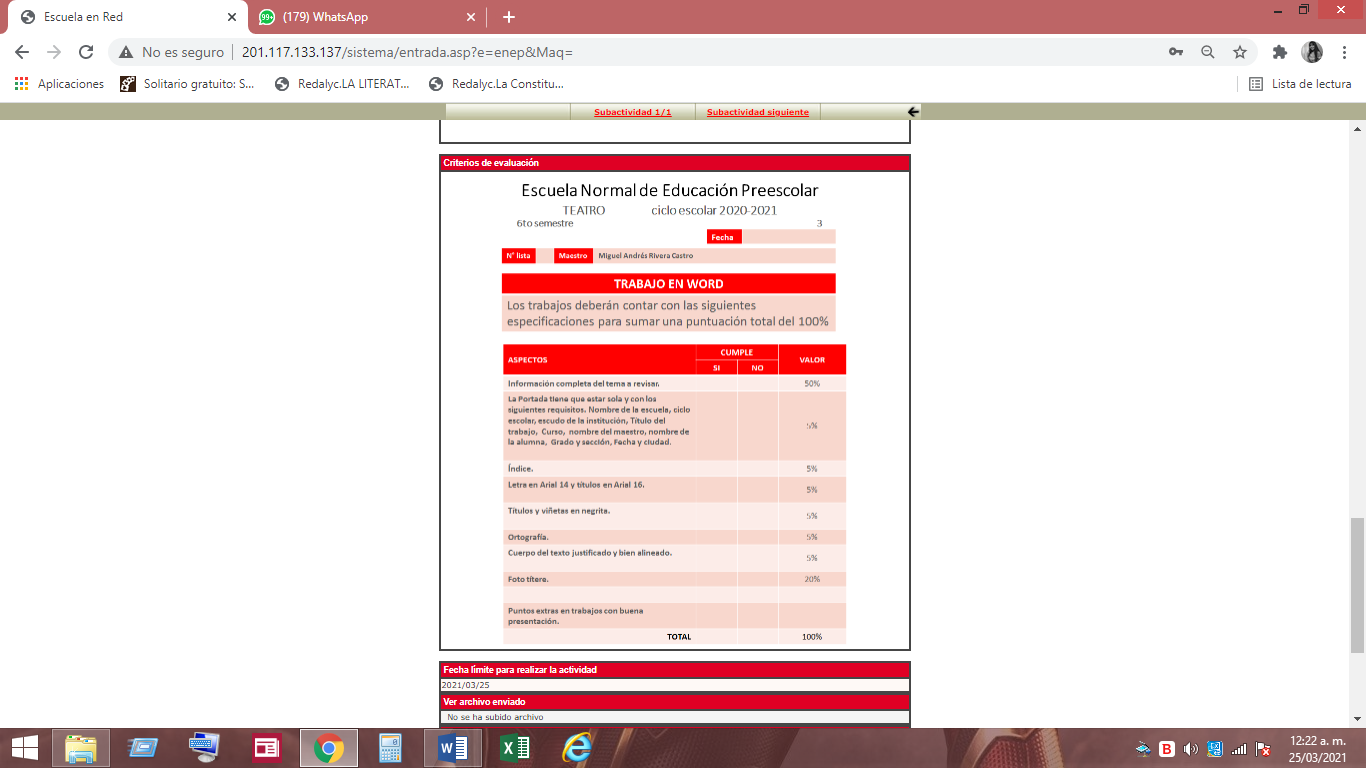 Escuela en Red
(179) WhatsApp
No es seguro
201.117.133.137/sistema/entrada.asp?e=enep&Maq=
Aplicaciones
Solitario gratuito: S...
Redalyc.LA LITERAT...
Redalyc.La Constitu...
Lista de lectura
Subactividad 1/1
Subactividad siguiente
Criterios de evaluación
Escuela Normal de Educación Preescolar
TEATRO ciclo escolar 2020-2021
6to semestre 3
Fecha
N° lista Maestro Miguel Andrés Rivera Castro
TRABAJO EN WORD
Los trabajos deberán contar con las siguientes
especificaciones para sumar una puntuación total del 100%
ASPECTOS CUMPLE VALOR
SI NO
Información completa del tema a revisar. 50%
La Portada tiene que estar sola y con los
siguientes requisitos. Nombre de la escuela, ciclo
escolar, escudo de la institución, Título del
trabajo, Curso, nombre del maestro, nombre de
la alumna, Grado y sección, Fecha y ciudad.
5%
Índice. 5%
Letra en Arial 14 y títulos en Arial 16. 5%
Títulos y viñetas en negrita. 5%
Ortografía. 5%
Cuerpo del texto justificado y bien alineado. 5%
Foto títere. 20%
Puntos extras en trabajos con buena
presentación.
TOTAL 100%
Fecha límite para realizar la actividad
2021/03/25
Ver archivo enviado
No se ha subido archivo
12:22 a. m.
25/03/2021